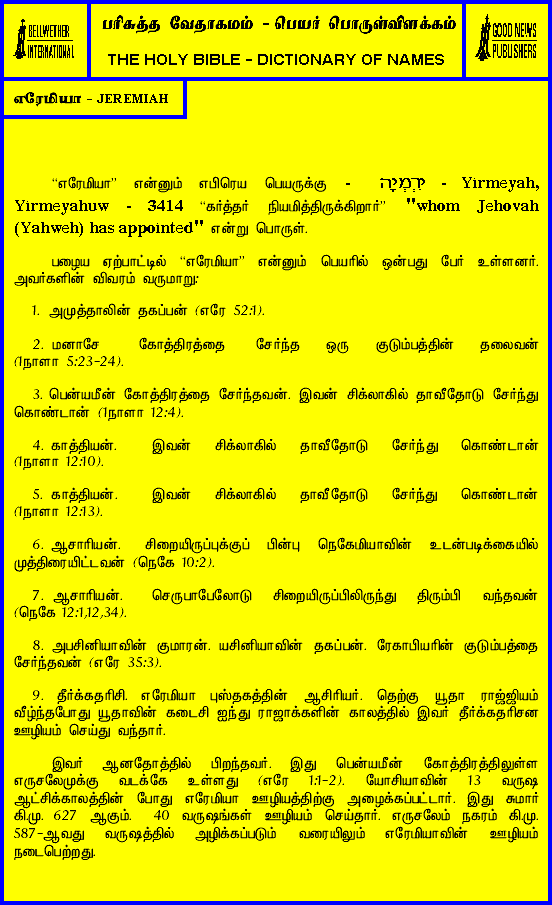 BELLWETHER
INTERNATIONAL
பரிசுத்த வேதாகமம் - பெயர் பொருள்விளக்கம்
THE HOLY BIBLE - DICTIONARY OF NAMES
GOOD NEWS
PUBLISHERS
எரேமியா - JEREMIAH
“எரேமியா” என்னும் எபிரெய பெயருக்கு - יִרְמְיָה - Yirmeyah,
Yirmeyahuw - 3414 “கர்த்தர் நியமித்திருக்கிறார்” "whom Jehovah
(Yahweh) has appointed" என்று பொருள்.
பழைய ஏற்பாட்டில் “எரேமியா” என்னும் பெயரில் ஒன்பது பேர் உள்ளனர்.
அவர்களின் விவரம் வருமாறு:
1. அமுத்தாலின் தகப்பன் (எரே 52:1).
2. மனாசே கோத்திரத்தை சேர்ந்த ஒரு குடும்பத்தின் தலைவன்
(1நாளா 5:23-24).
3. பென்யமீன் கோத்திரத்தை சேர்ந்தவன். இவன் சிக்லாகில் தாவீதோடு சேர்ந்து
கொண்டான் (1நாளா 12:4).
4. காத்தியன். இவன் சிக்லாகில் தாவீதோடு சேர்ந்து கொண்டான்
(1நாளா 12:10).
5. காத்தியன். இவன் சிக்லாகில் தாவீதோடு சேர்ந்து கொண்டான்
(1நாளா 12:13).
6. ஆசாரியன். சிறையிருப்புக்குப் பின்பு நெகேமியாவின் உடன்படிக்கையில்
முத்திரையிட்டவன் (நெகே 10:2).
7. ஆசாரியன். செருபாபேலோடு சிறையிருப்பிலிருந்து திரும்பி வந்தவன்
(நெகே 12:1,12,34).
8. அபசினியாவின் குமாரன். யசினியாவின் தகப்பன். ரேகாபியரின் குடும்பத்தை
சேர்ந்தவன் (எரே 35:3).
9. தீர்க்கதரிசி. எரேமியா புஸ்தகத்தின் ஆசிரியர். தெற்கு யூதா ராஜ்ஜியம்
வீழ்ந்தபோது யூதாவின் கடைசி ஐந்து ராஜாக்களின் காலத்தில் இவர் தீர்க்கதரிசன
ஊழியம் செய்து வந்தார்.
இவர் ஆனதோத்தில் பிறந்தவர். இது பென்யமீன் கோத்திரத்திலுள்ள
எருசலேமுக்கு வடக்கே உள்ளது (எரே 1:1-2). யோசியாவின் 13 வருஷ
ஆட்சிக்காலத்தின் போது எரேமியா ஊழியத்திற்கு அழைக்கப்பட்டார். இது சுமார்
கி.மு. 627 ஆகும். 40 வருஷங்கள் ஊழியம் செய்தார். எருசலேம் நகரம் கி.மு.
587-ஆவது வருஷத்தில் அழிக்கப்படும் வரையிலும் எரேமியாவின் ஊழியம்
நடைபெற்றது.